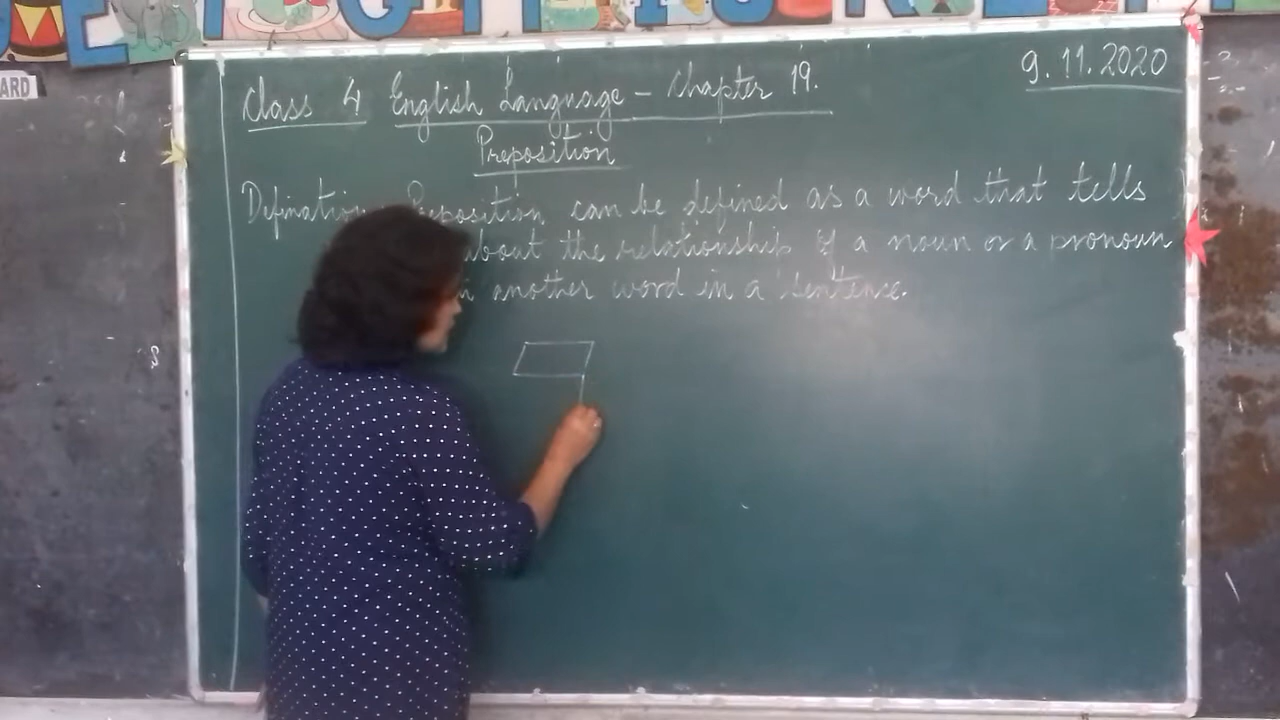 ARD
9.11.2020
Class 4 English Language - Chapter 19.
Preposition
Defination Preposition can be defined as a word that tells
about the relationship of a noun or a pronoun
another word in a sentence.